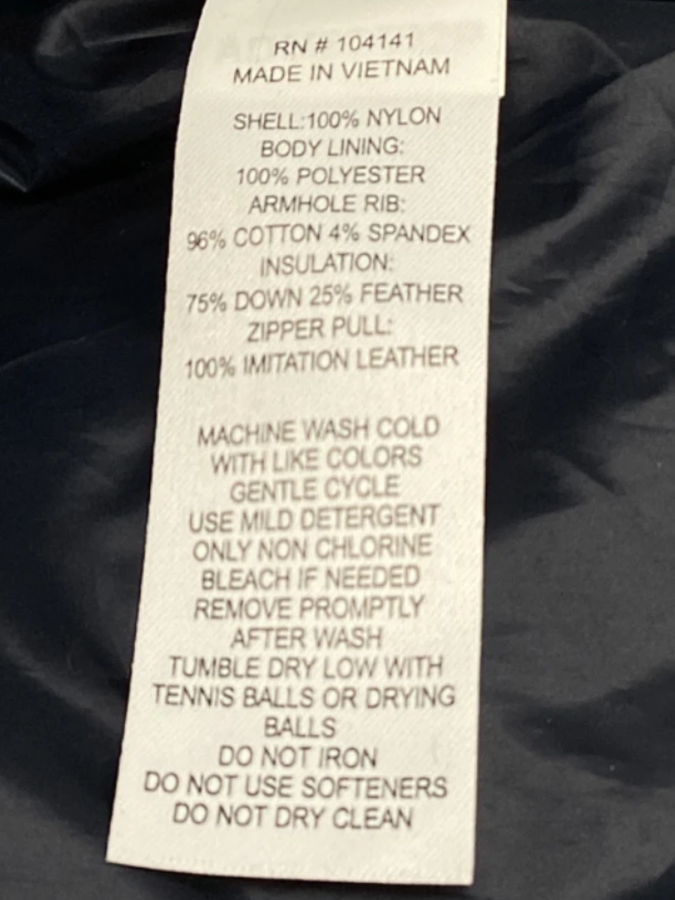 RN # 104141
MADE IN VIETNAM
SHELL:100% NYLON
BODY LINING:
100% POLYESTER
ARMHOLE RIB:
96% COTTON 4% SPANDEX
INSULATION:
75% DOWN 25% FEATHER
ZIPPER PULL:
100% IMITATION LEATHER
MACHINE WASH COLD
WITH LIKE COLORS
GENTLE CYCLE
USE MILD DETERGENT
ONLY NON CHLORINE
BLEACH IF NEEDED
REMOVE PROMPTLY
AFTER WASH
TUMBLE DRY LOW WITH
TENNIS BALLS OR DRYING
BALLS
DO NOT IRON
DO NOT USE SOFTENERS
DO NOT DRY CLEAN